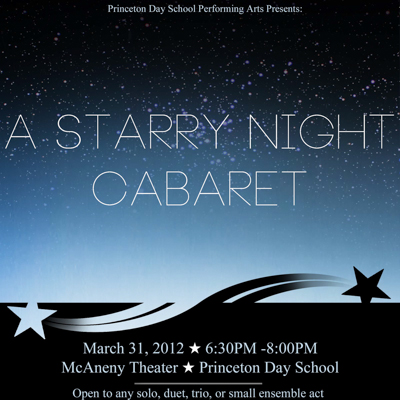 Princeton Day School Performing Arts Presents:
A STARRY NIGHT
CABARET
March 31, 2012 ★ 6:30PM -8:00PM
McAneny Theater ★ Princeton Day School
Open to any solo, duet, trio, or small ensemble act